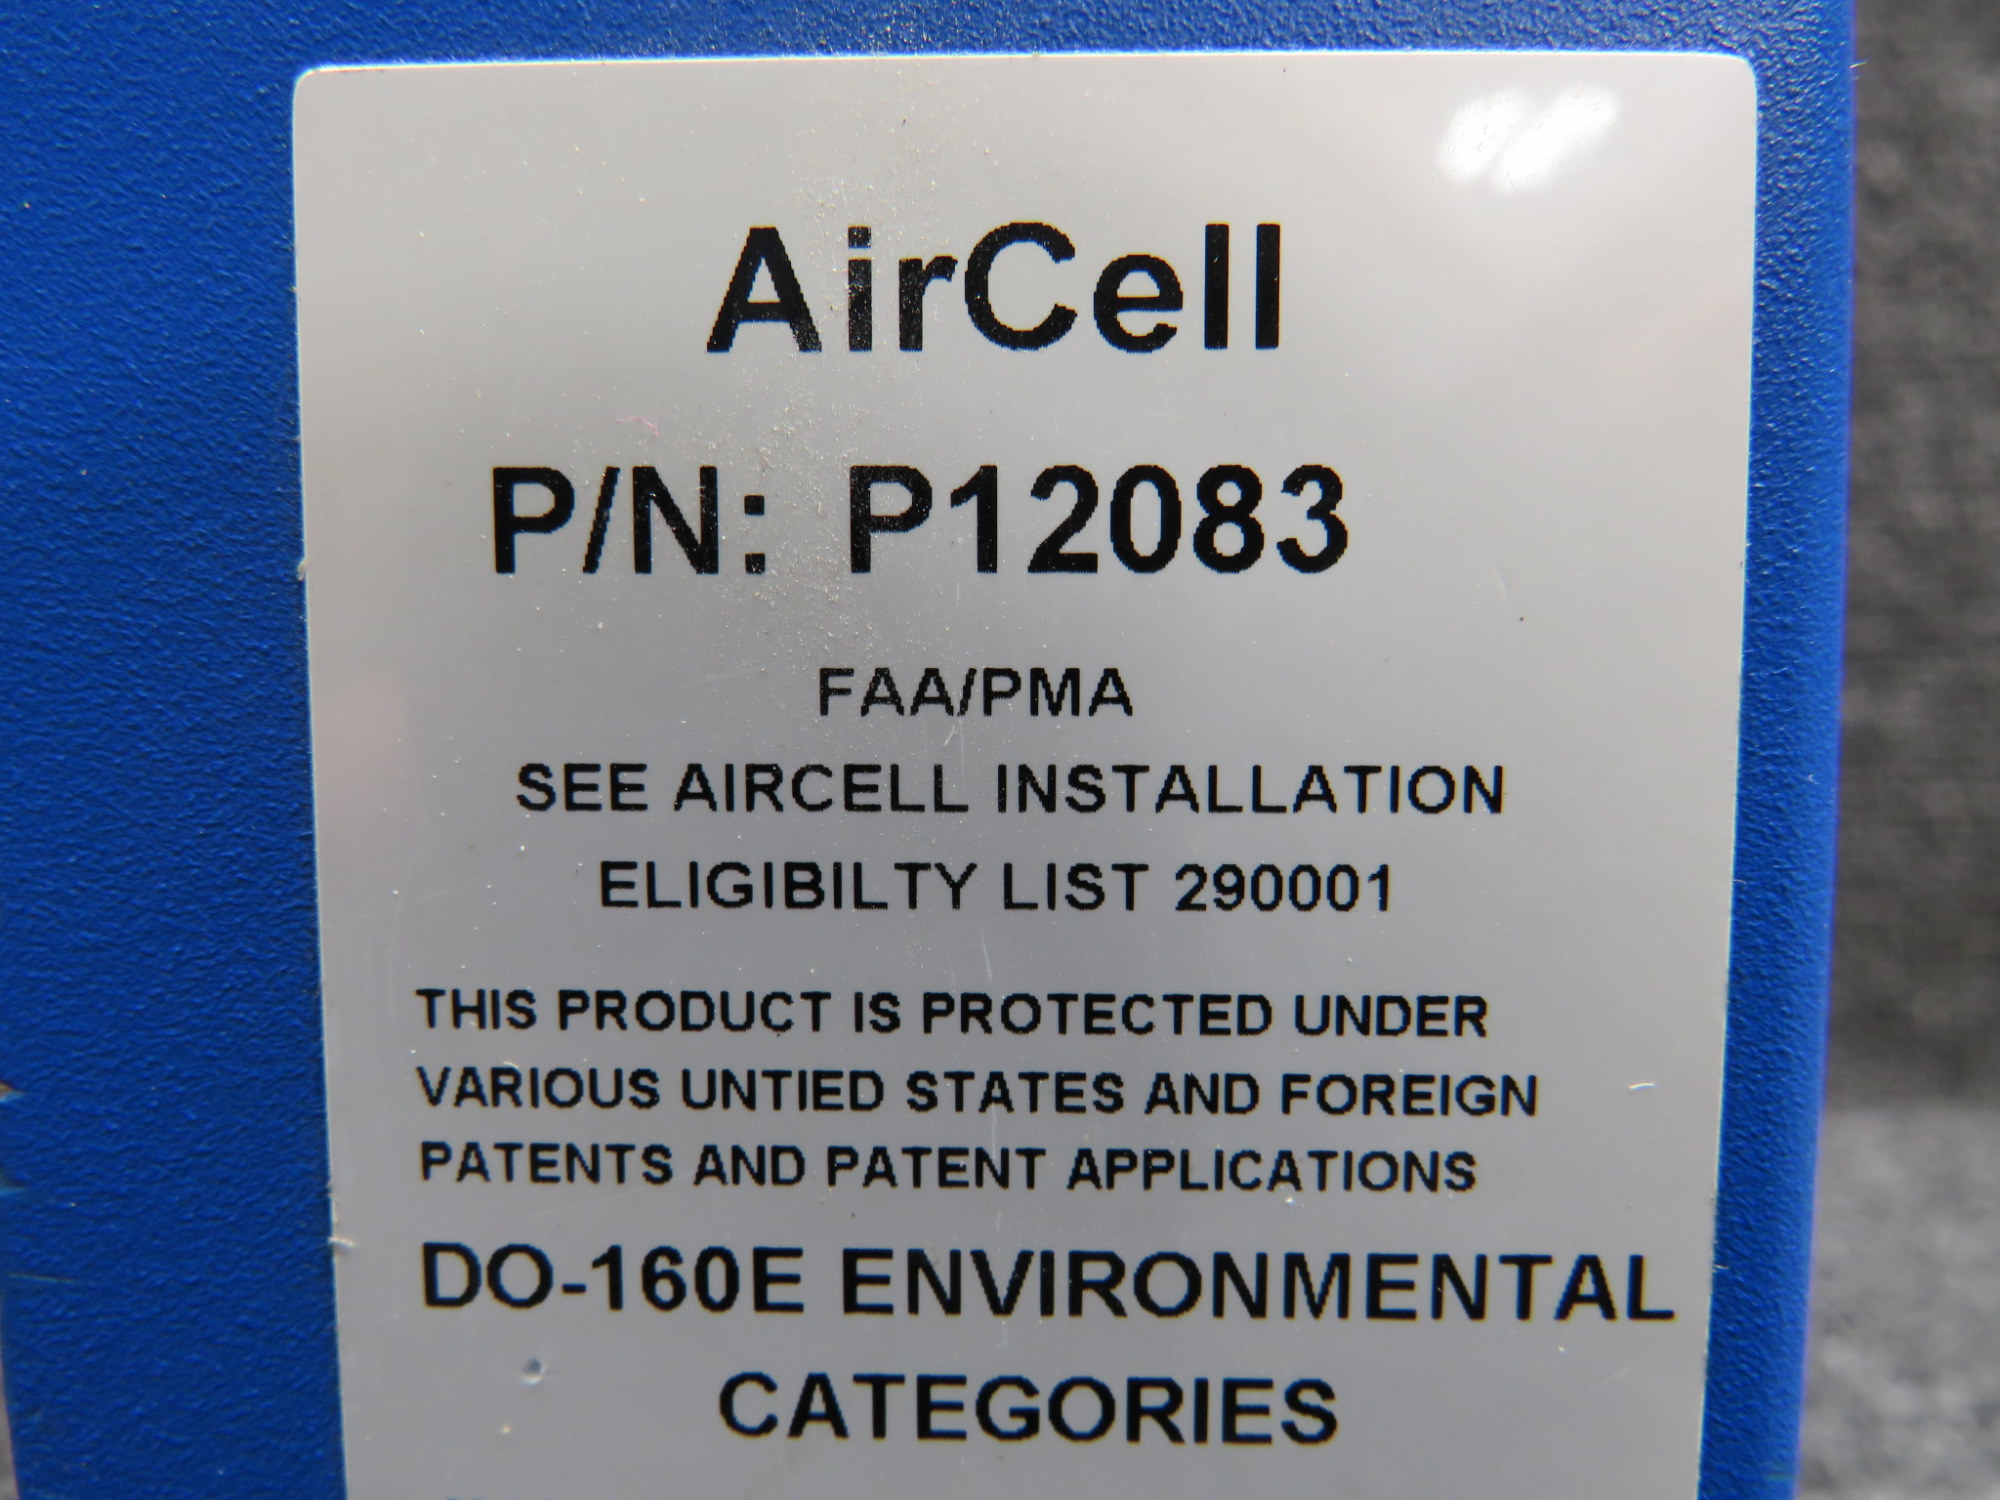 AirCell
P/N: P12083
FAA/PMA
SEE AIRCELL INSTALLATION
ELIGIBILTY LIST 290001
THIS PRODUCT IS PROTECTED UNDER
VARIOUS UNTIED STATES AND FOREIGN
PATENTS AND PATENT APPLICATIONS
DO-160E ENVIRONMENTAL
CATEGORIES